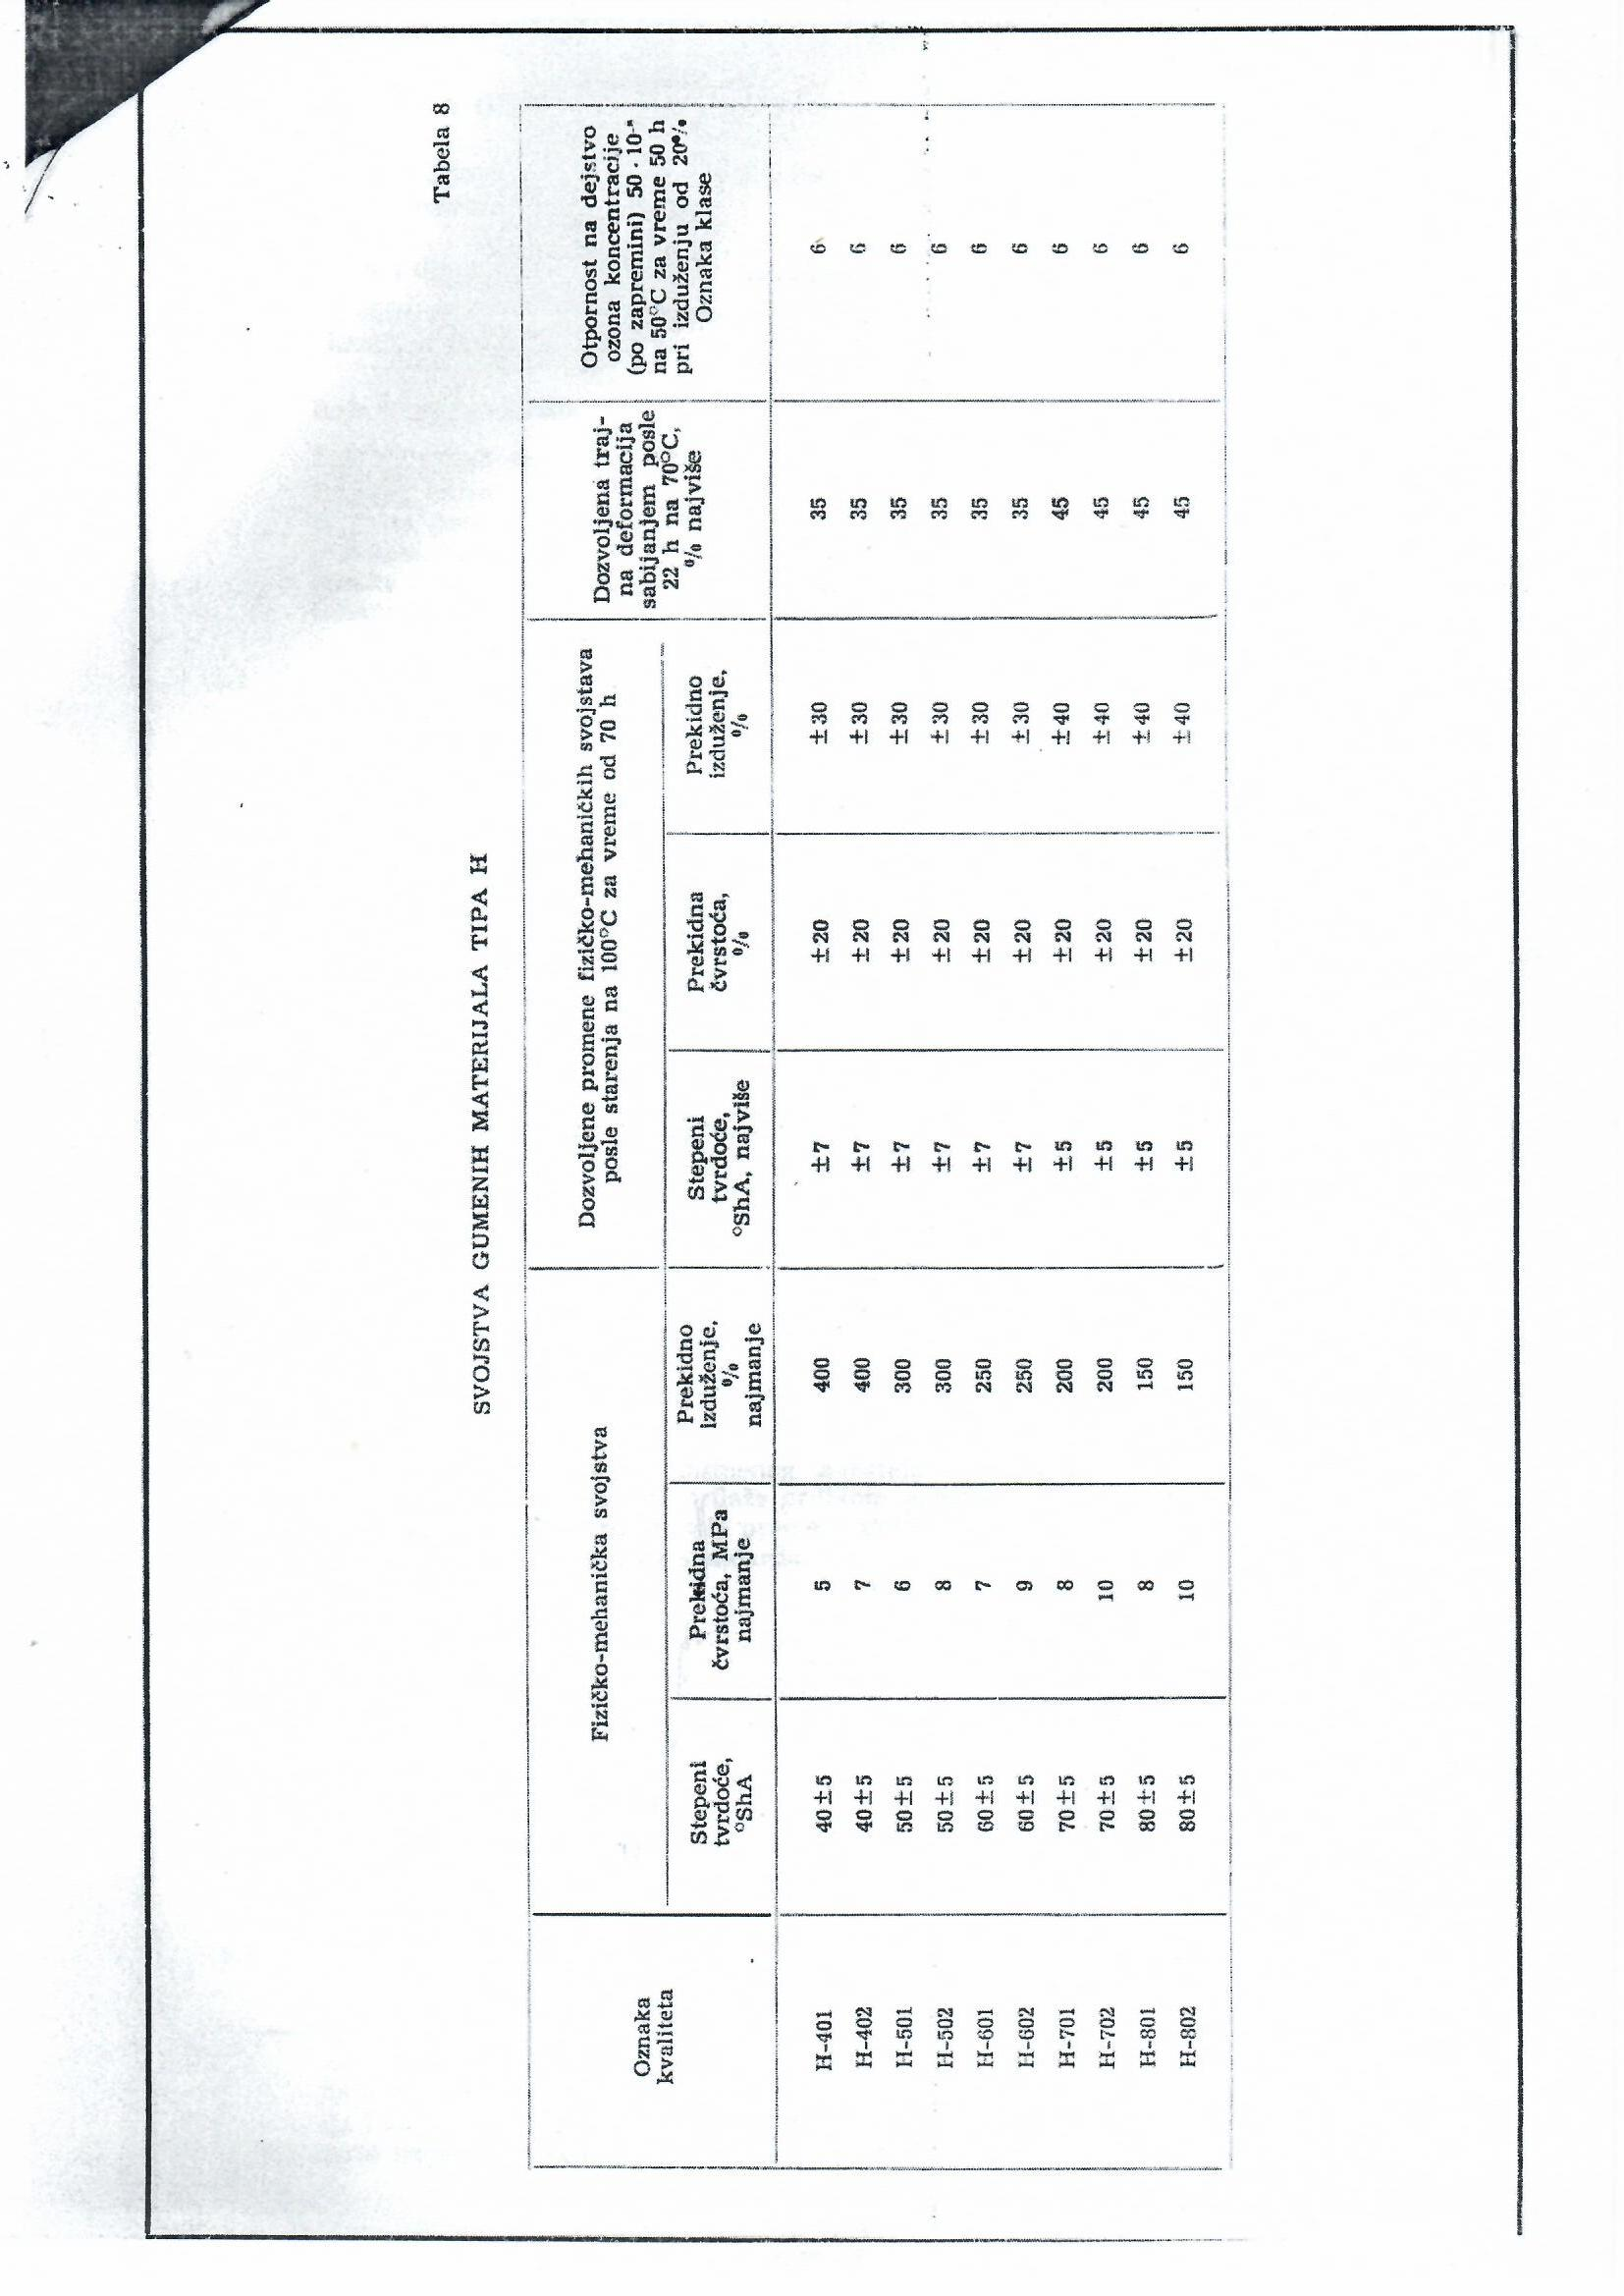 Tabela 8
SVOJSTVA GUMENIH MATERIJALA TIPA H
Oznaka
kvaliteta
Fizičko-mehanička svojstva
Stepeni
tvrdoće,
°ShA
Prekidna
čvrstoća, MPa
najmanje
Prekidno
izduženje,
%
najmanje
Dozvoljene promene fizičko-mehaničkih svojstava
posle starenja na 100°C za vreme od 70 h
Stepeni
tvrdoće,
°ShA, najviše
Prekidna
čvrstoća,
%
Prekidno
izduženje,
%
Dozvoljena traj-
na deformacija
sabijanjem posle
22 h na 70°C,
% najviše
Otpornost na dejstvo
ozona koncentracije
(po zapremini) 50 · 10
na 50°C za vreme 50 h
pri izduženju od 20%
Oznaka klase
H-401 40±5 5 400 ±7 ±20 ±30 35 6
H-402 40±5 7 400 ±7 ±20 ±30 35 6
H-501 50±5 6 300 ±7 ±20 ±30 35 6
H-502 50±5 8 300 ±7 ±20 ±30 35 6
H-601 60±5 7 250 ±7 ±20 ±30 35 6
H-602 60±5 9 250 ±7 ±20 ±30 35 6
H-701 70±5 8 200 ±5 ±20 ±40 45 6
H-702 70±5 10 200 ±5 ±20 ±40 45 6
H-801 80±5 8 150 ±5 ±20 ±40 45 6
H-802 80±5 10 150 ±5 ±20 ±40 45 6